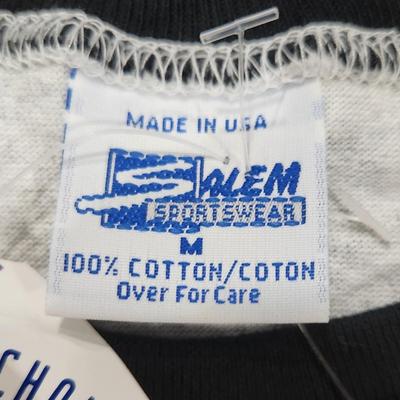 MADE IN USA
SALEM
SPORTSWEAR
M
100% COTTON/COTON
Over For Care